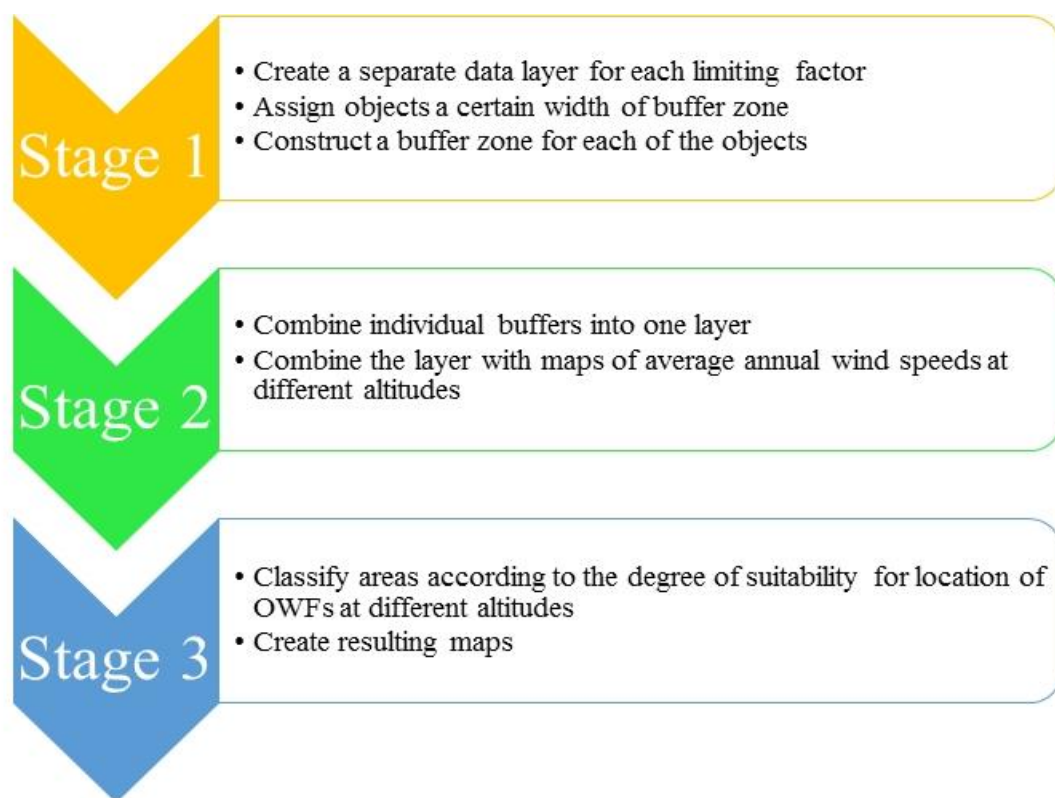 Stage 1
• Create a separate data layer for each limiting factor
• Assign objects a certain width of buffer zone
• Construct a buffer zone for each of the objects
Stage 2
• Combine individual buffers into one layer
• Combine the layer with maps of average annual wind speeds at
different altitudes
Stage 3
• Classify areas according to the degree of suitability for location of
OWFs at different altitudes
• Create resulting maps